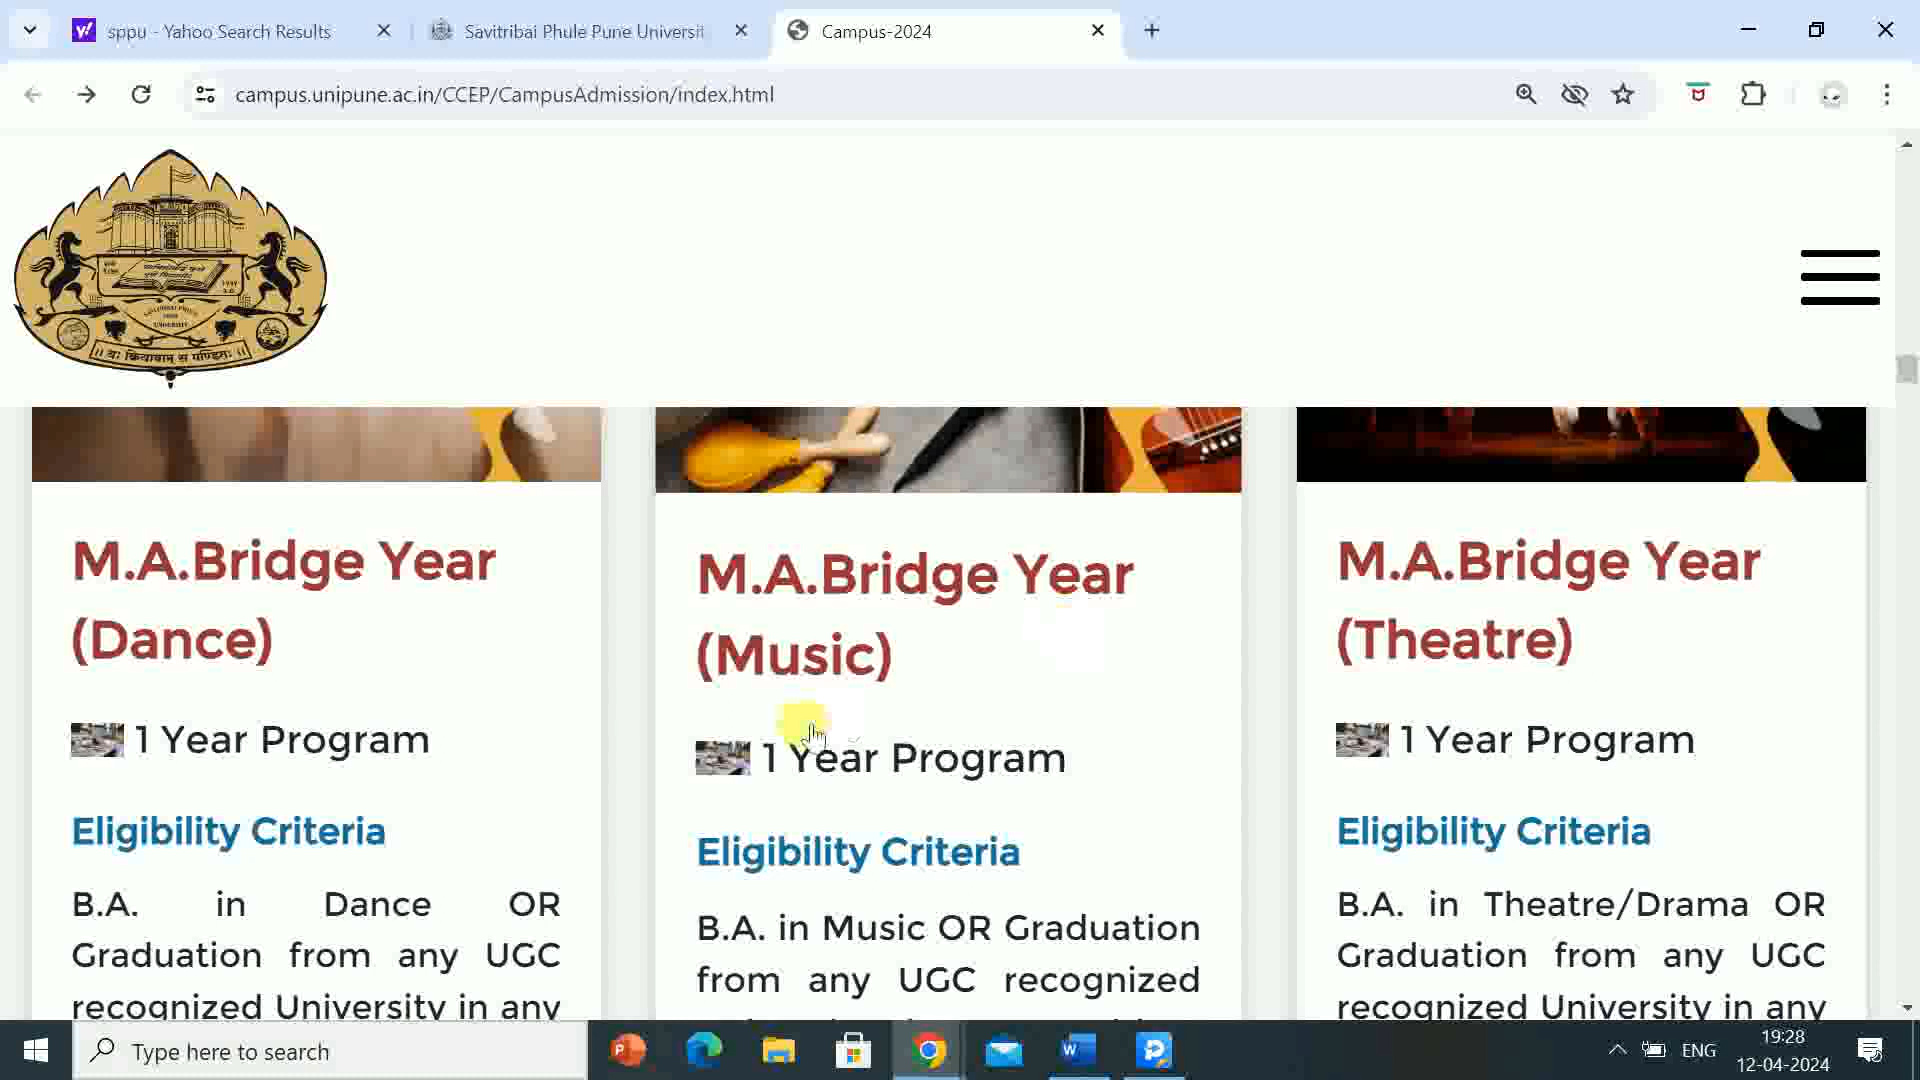 sppu - Yahoo Search Results
Savitribai Phule Pune Universit
Campus-2024
campus.unipune.ac.in/CCEP/CampusAdmission/index.html
॥ यः क्रियावान् स पण्डितः ॥
M.A.Bridge Year
(Dance)
1 Year Program
Eligibility Criteria
B.A. in Dance OR
Graduation from any UGC
recognized University in any
M.A.Bridge Year
(Music)
1 Year Program
Eligibility Criteria
B.A. in Music OR Graduation
from any UGC recognized
M.A.Bridge Year
(Theatre)
1 Year Program
Eligibility Criteria
B.A. in Theatre/Drama OR
Graduation from any UGC
recognized University in any
Type here to search
ENG
19:28
12-04-2024